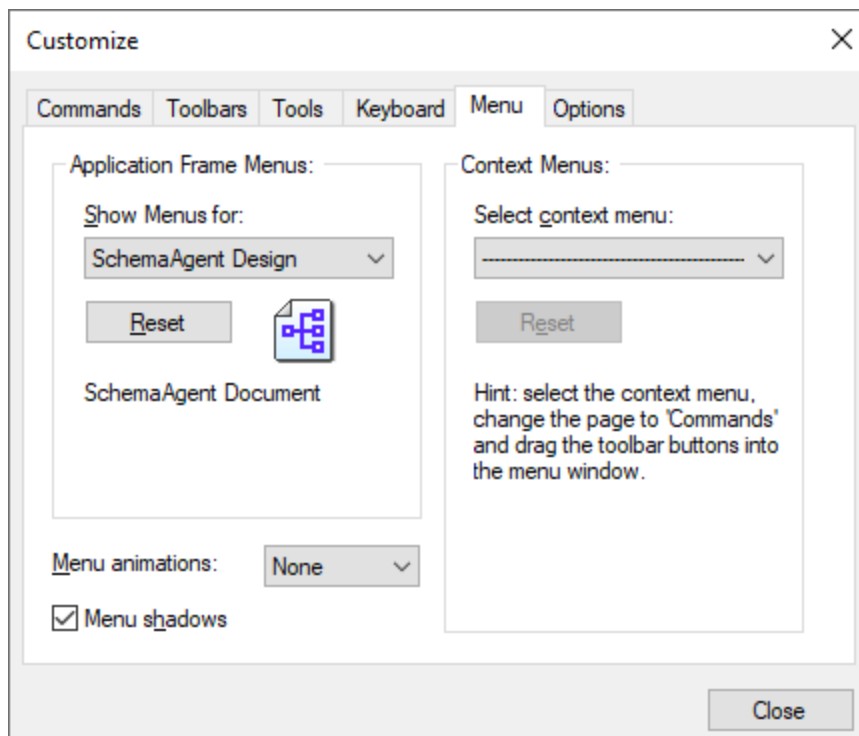 Customize
Commands
Toolbars
Tools
Keyboard
Menu
Options
Application Frame Menus:
Show Menus for:
SchemaAgent Design
Reset
SchemaAgent Document
Context Menus:
Select context menu:
--------------------------------------------
Reset
Hint: select the context menu,
change the page to 'Commands'
and drag the toolbar buttons into
the menu window.
Menu animations:
None
Menu shadows
Close